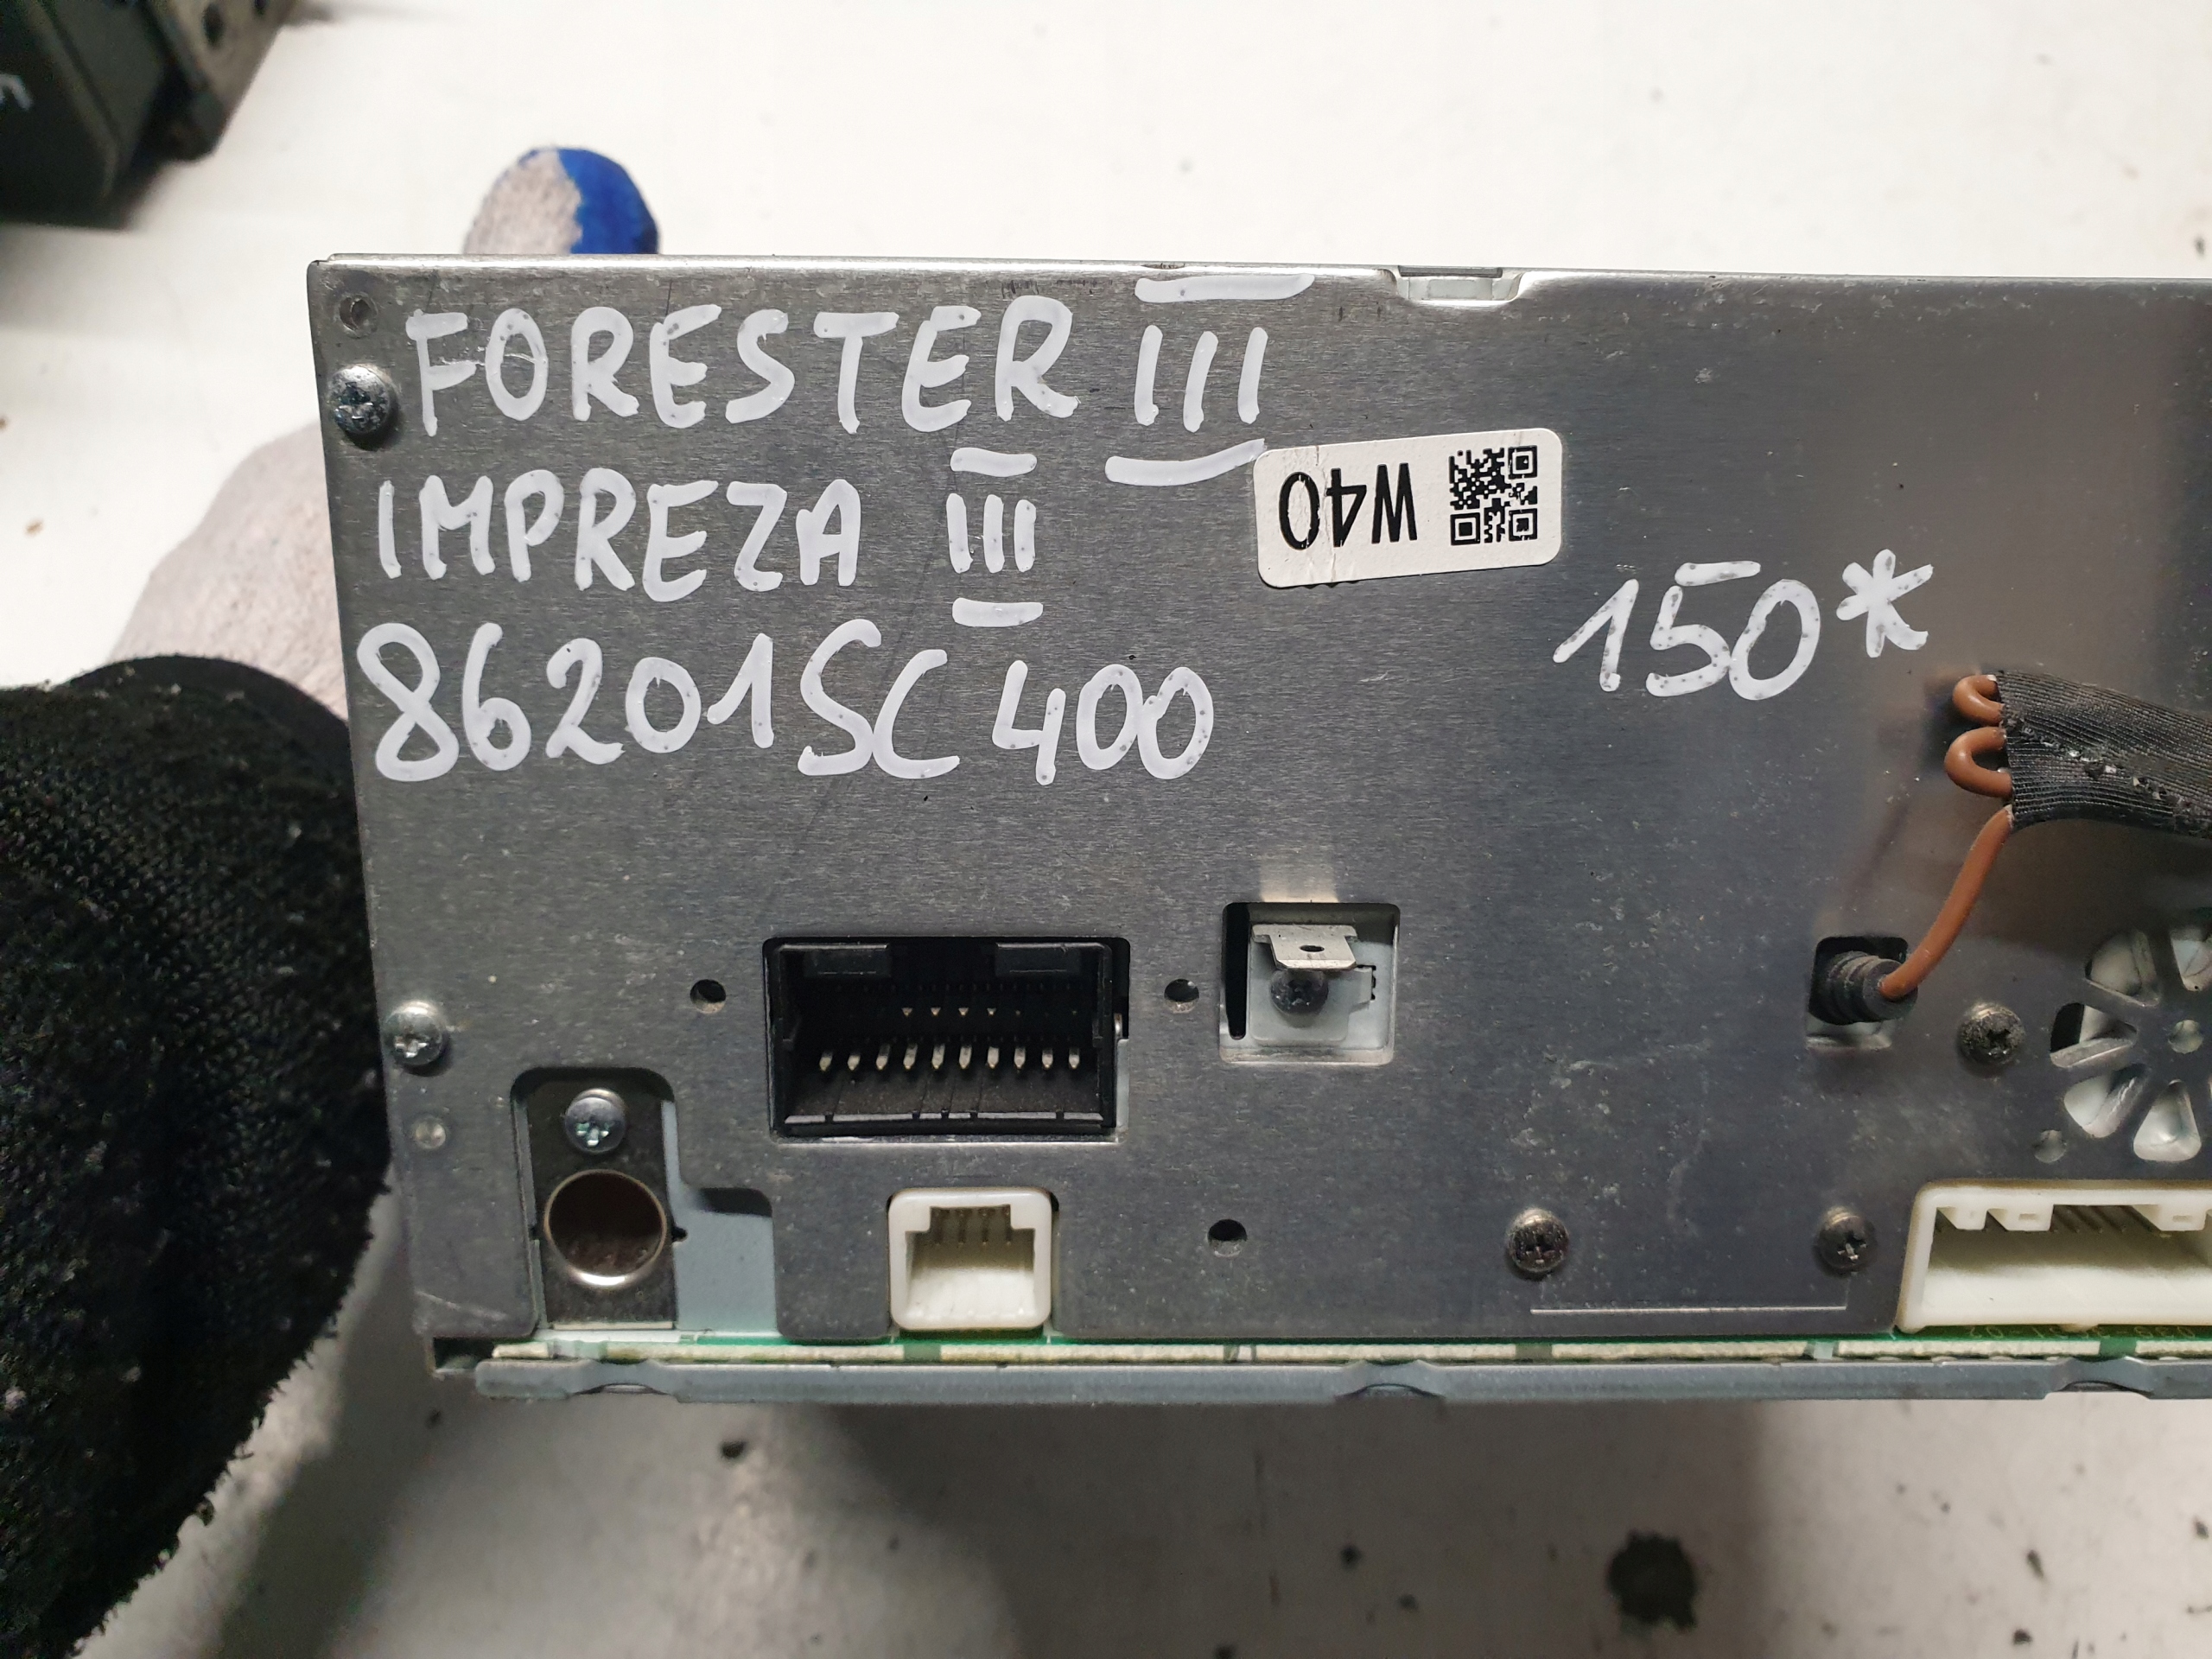 FORESTER III
IMPREZA III
W40
150*
86201SC400